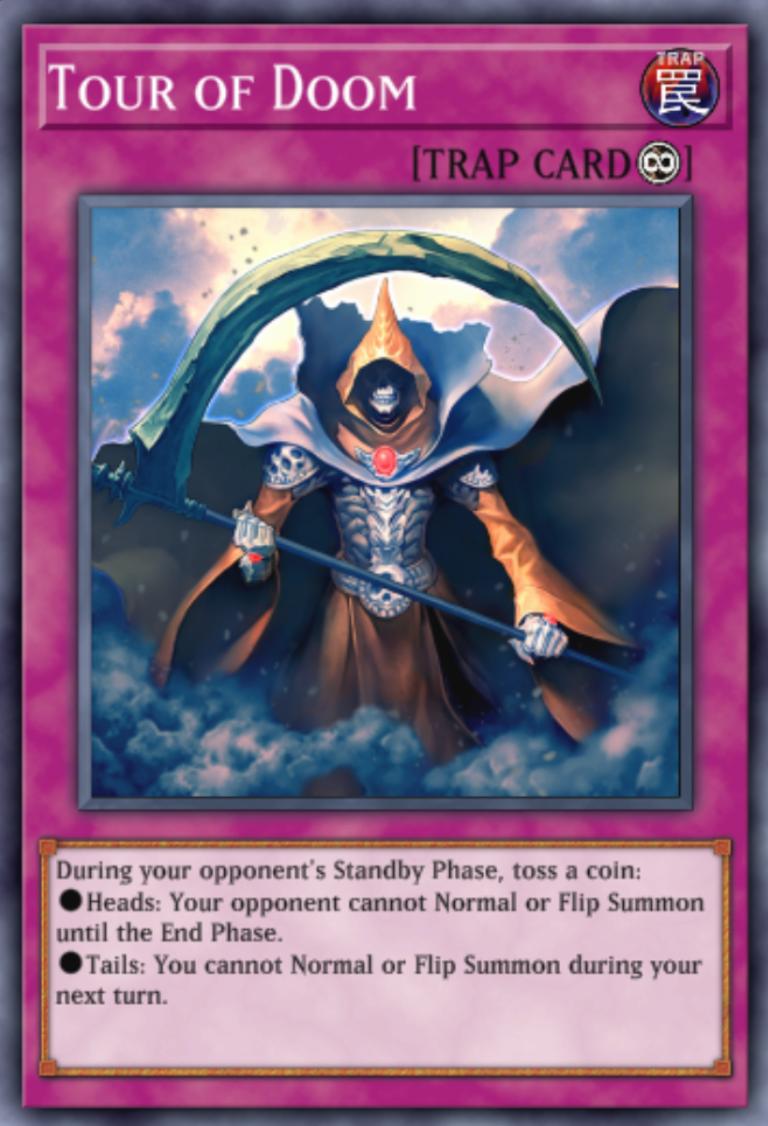 TOUR OF DOOM
TRAP
罠
[TRAP CARD♾]
During your opponent's Standby Phase, toss a coin:
●Heads: Your opponent cannot Normal or Flip Summon
until the End Phase.
●Tails: You cannot Normal or Flip Summon during your
next turn.